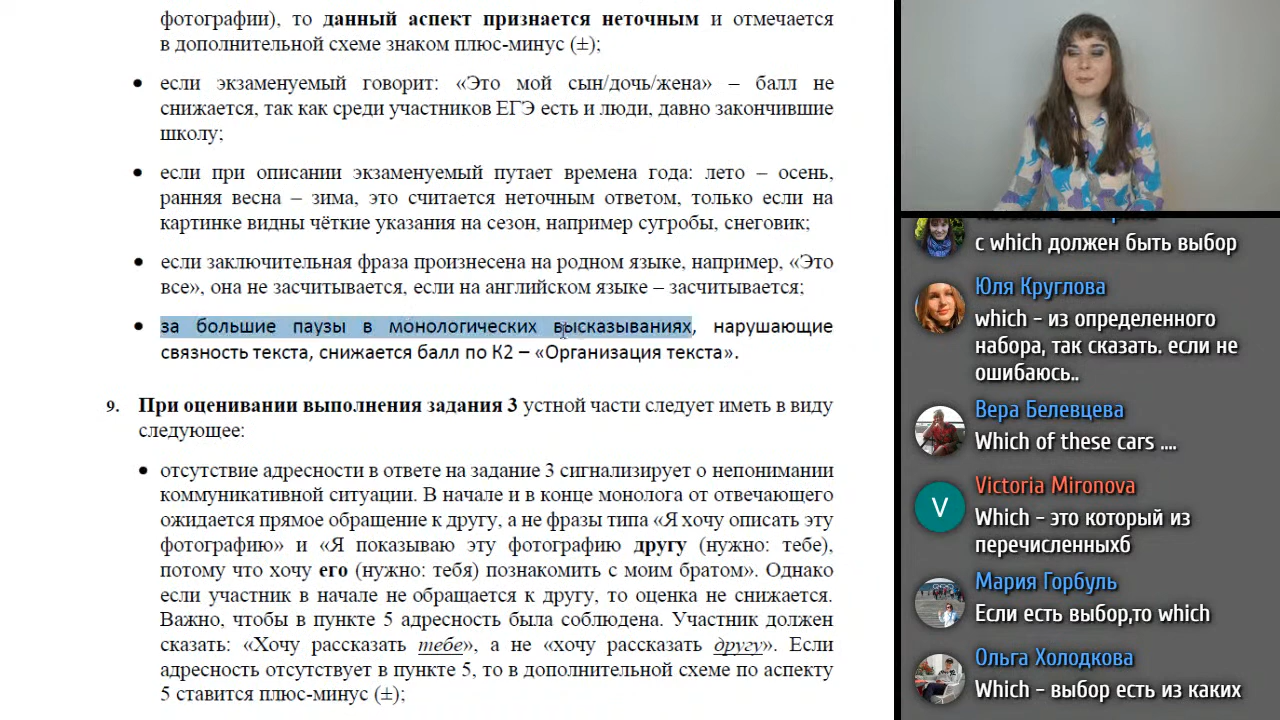 фотографии), то данный аспект признается неточным и отмечается
в дополнительной схеме знаком плюс-минус (±);
• если экзаменуемый говорит: «Это мой сын/дочь/жена» – балл не
снижается, так как среди участников ЕГЭ есть и люди, давно закончившие
школу;
• если при описании экзаменуемый путает времена года: лето – осень,
ранняя весна – зима, это считается неточным ответом, только если на
картинке видны чёткие указания на сезон, например сугробы, снеговик;
• если заключительная фраза произнесена на родном языке, например, «Это
все», она не засчитывается, если на английском языке – засчитывается;
• за большие паузы в монологических высказываниях, нарушающие
связность текста, снижается балл по К2 – «Организация текста».
9. При оценивании выполнения задания 3 устной части следует иметь в виду
следующее:
• отсутствие адресности в ответе на задание 3 сигнализирует о непонимании
коммуникативной ситуации. В начале и в конце монолога от отвечающего
ожидается прямое обращение к другу, а не фразы типа «Я хочу описать эту
фотографию» и «Я показываю эту фотографию другу (нужно: тебе),
потому что хочу его (нужно: тебя) познакомить с моим братом». Однако
если участник в начале не обращается к другу, то оценка не снижается.
Важно, чтобы в пункте 5 адресность была соблюдена. Участник должен
сказать: «Хочу рассказать тебе», а не «хочу рассказать другу». Если
адресность отсутствует в пункте 5, то в дополнительной схеме по аспекту
5 ставится плюс-минус (±);
с which должен быть выбор
Юля Круглова
which - из определенного
набора, так сказать. если не
ошибаюсь..
Вера Белевцева
Which of these cars ....
V
Victoria Mironova
Which - это который из
перечисленныхб
Мария Горбуль
Если есть выбор,то which
Ольга Холодкова
Which - выбор есть из каких